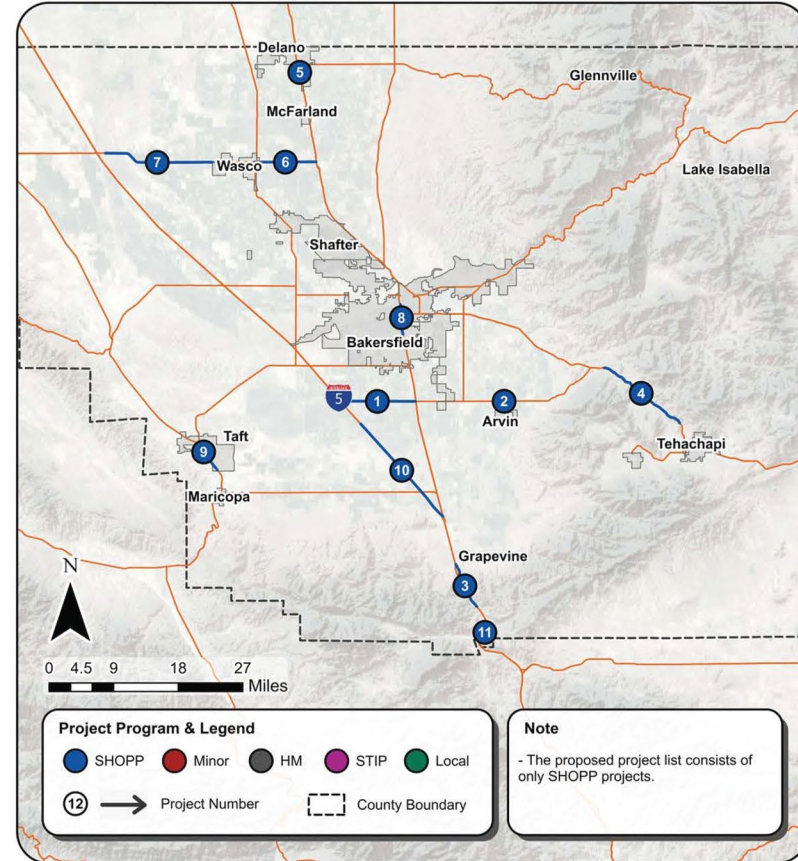 Delano
5
Glennville
McFarland
7
Wasco
6
Lake Isabella
Shafter
8
Bakersfield
5
1
2
4
Arvin
Taft
9
Tehachapi
10
Maricopa
Grapevine
3
N
11
0 4.5 9 18 27
Miles
Project Program & Legend
SHOPP
Minor
HM
STIP
Local
12
Project Number
County Boundary
Note
- The proposed project list consists of
only SHOPP projects.